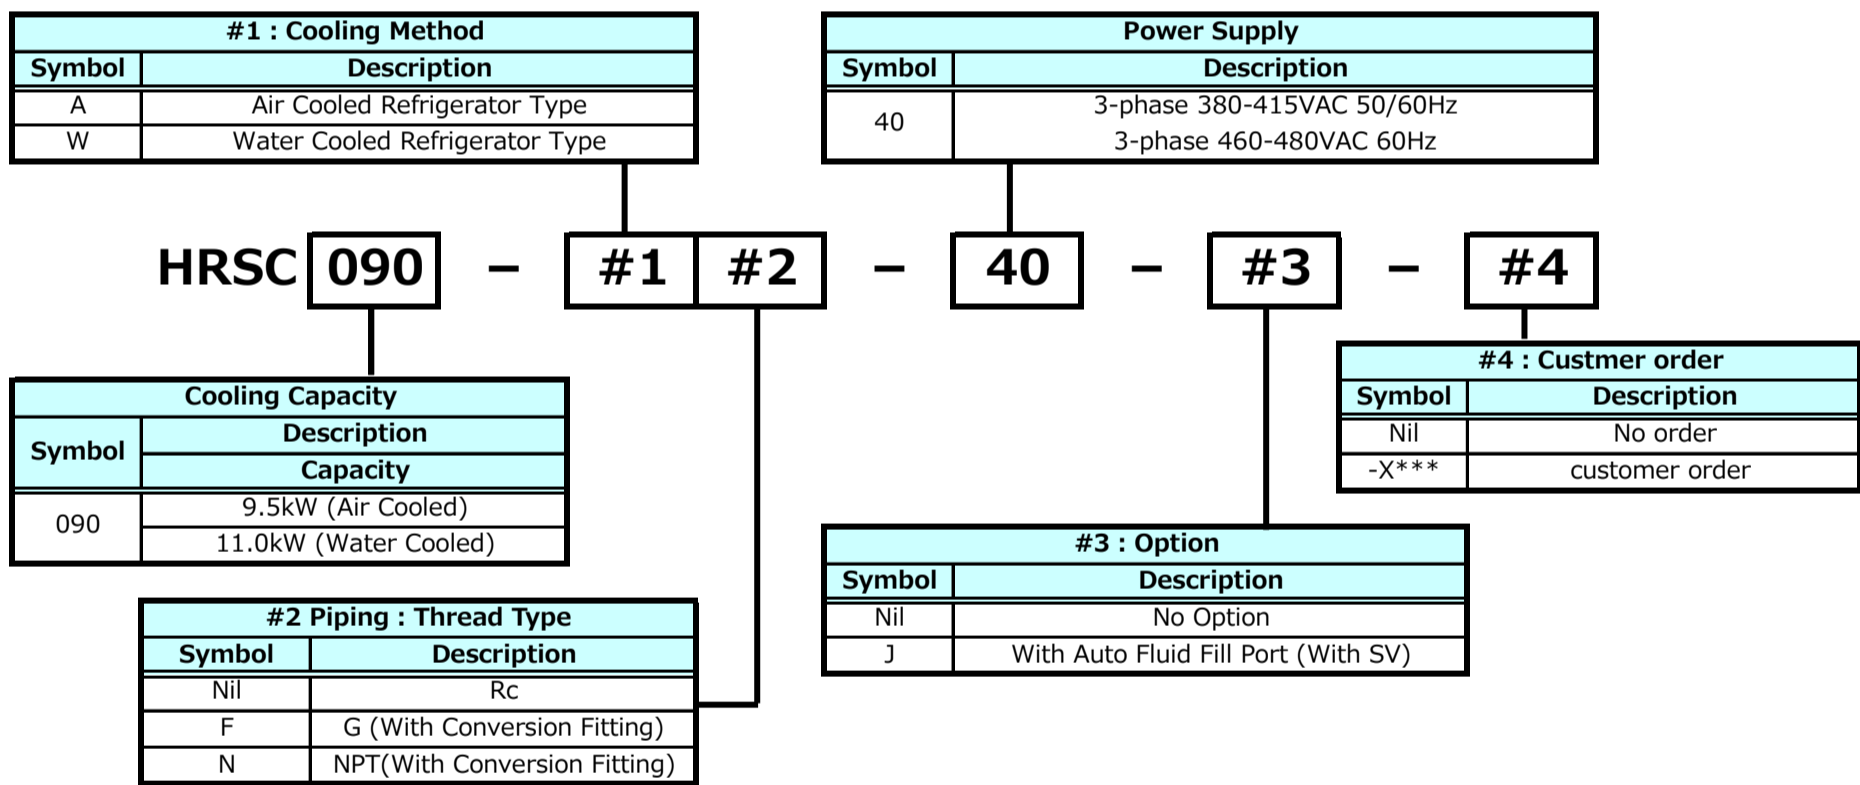 #1 : Cooling Method
Symbol Description
A Air Cooled Refrigerator Type
W Water Cooled Refrigerator Type
Power Supply
Symbol Description
40 3-phase 380-415VAC 50/60Hz
3-phase 460-480VAC 60Hz
HRSC 090 – #1 #2 – 40 – #3 – #4
Cooling Capacity
Symbol Description
Capacity
090 9.5kW (Air Cooled)
11.0kW (Water Cooled)
#4 : Custmer order
Symbol Description
Nil No order
-X*** customer order
#3 : Option
Symbol Description
Nil No Option
J With Auto Fluid Fill Port (With SV)
#2 Piping : Thread Type
Symbol Description
Nil Rc
F G (With Conversion Fitting)
N NPT(With Conversion Fitting)